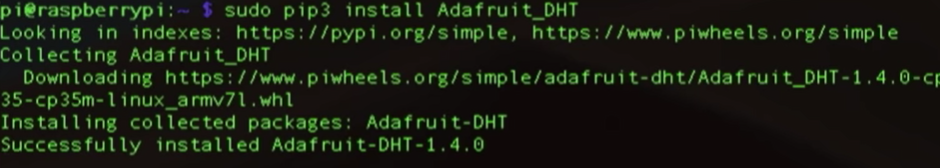 pi@raspberrypi:~ $ sudo pip3 install Adafruit_DHT
Looking in indexes: https://pypi.org/simple, https://www.piwheels.org/simple
Collecting Adafruit_DHT
  Downloading https://www.piwheels.org/simple/adafruit-dht/Adafruit_DHT-1.4.0-cp
35-cp35m-linux_armv7l.whl
Installing collected packages: Adafruit-DHT
Successfully installed Adafruit-DHT-1.4.0